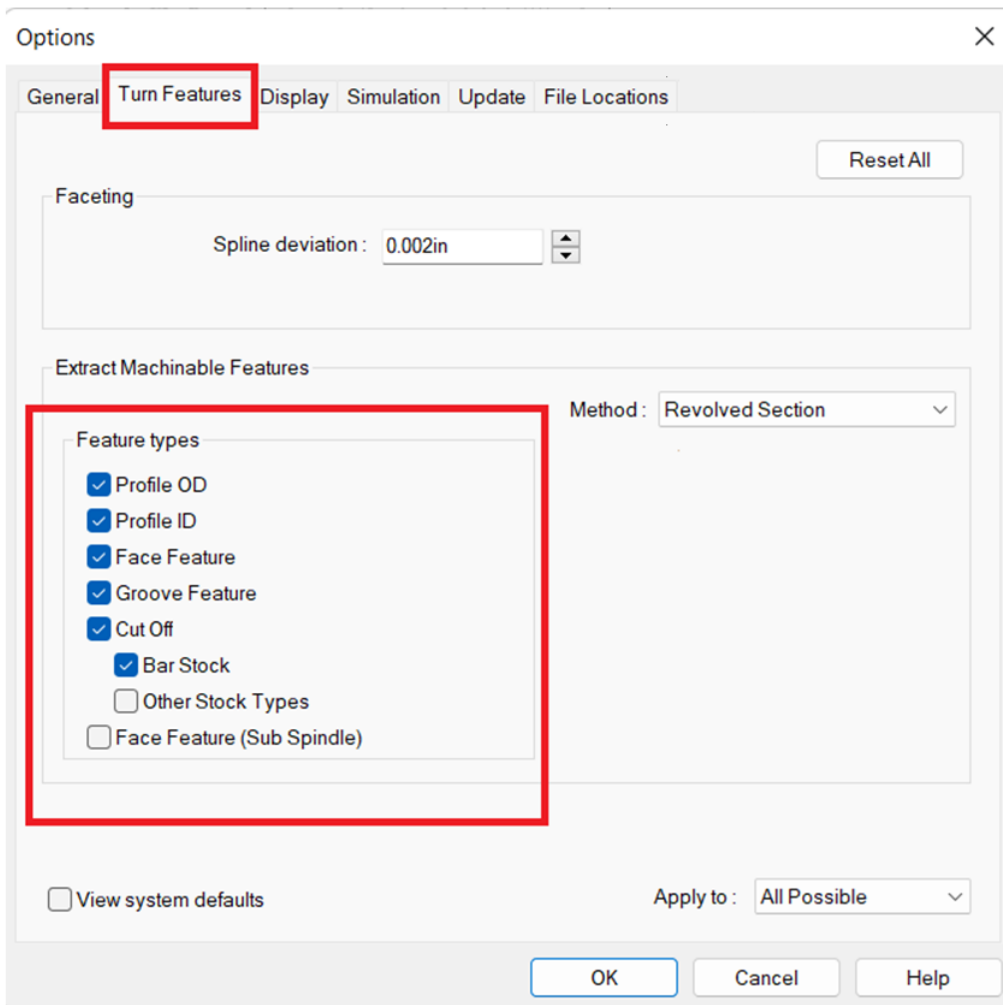 Options
General Turn Features Display Simulation Update File Locations
Reset All
Faceting
Spline deviation : 0.002in
Extract Machinable Features
Method : Revolved Section
Feature types
Profile OD
Profile ID
Face Feature
Groove Feature
Cut Off
Bar Stock
Other Stock Types
Face Feature (Sub Spindle)
View system defaults
Apply to : All Possible
OK Cancel Help